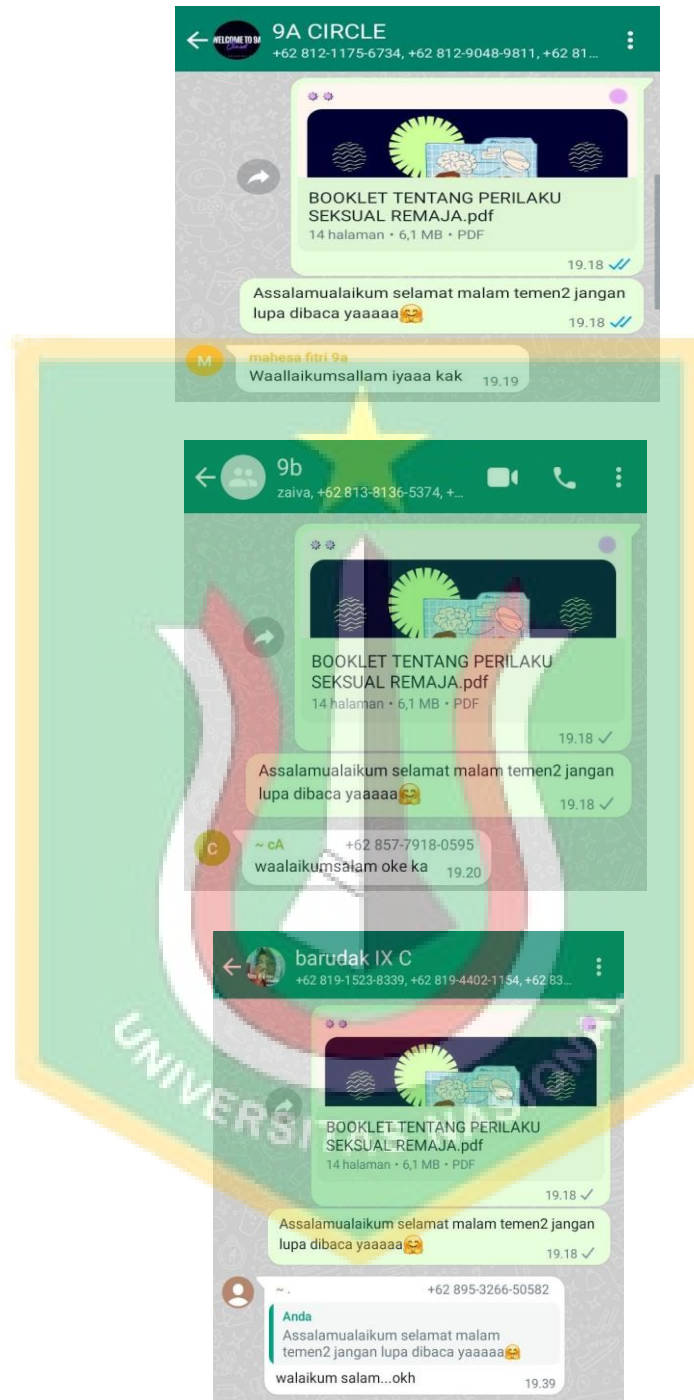 WELCOME TO 9A
9A CIRCLE
+62 812-1175-6734, +62 812-9048-9811, +62 81...
BOOKLET TENTANG PERILAKU
SEKSUAL REMAJA.pdf
14 halaman • 6,1 MB • PDF
19.18
Assalamualaikum selamat malam temen2 jangan
lupa dibaca yaaaaa🤗
19.18
M
mahesa fitri 9a
Waallaikumsallam iyaaa kak 19.19
9b
zaiva, +62 813-8136-5374, +...
BOOKLET TENTANG PERILAKU
SEKSUAL REMAJA.pdf
14 halaman • 6,1 MB • PDF
19.18
Assalamualaikum selamat malam temen2 jangan
lupa dibaca yaaaaa🤗
19.18
C
~ cA +62 857-7918-0595
waalaikumsalam oke ka 19.20
barudak IX C
+62 819-1523-8339, +62 819-4402-1154, +62 83...
BOOKLET TENTANG PERILAKU
SEKSUAL REMAJA.pdf
14 halaman • 6,1 MB • PDF
19.18
Assalamualaikum selamat malam temen2 jangan
lupa dibaca yaaaaa🤗
19.18
~ . +62 895-3266-50582
Anda
Assalamualaikum selamat malam
temen2 jangan lupa dibaca yaaaaa🤗
walaikum salam...okh
19.39
UNIVERSITAS NASIONAL